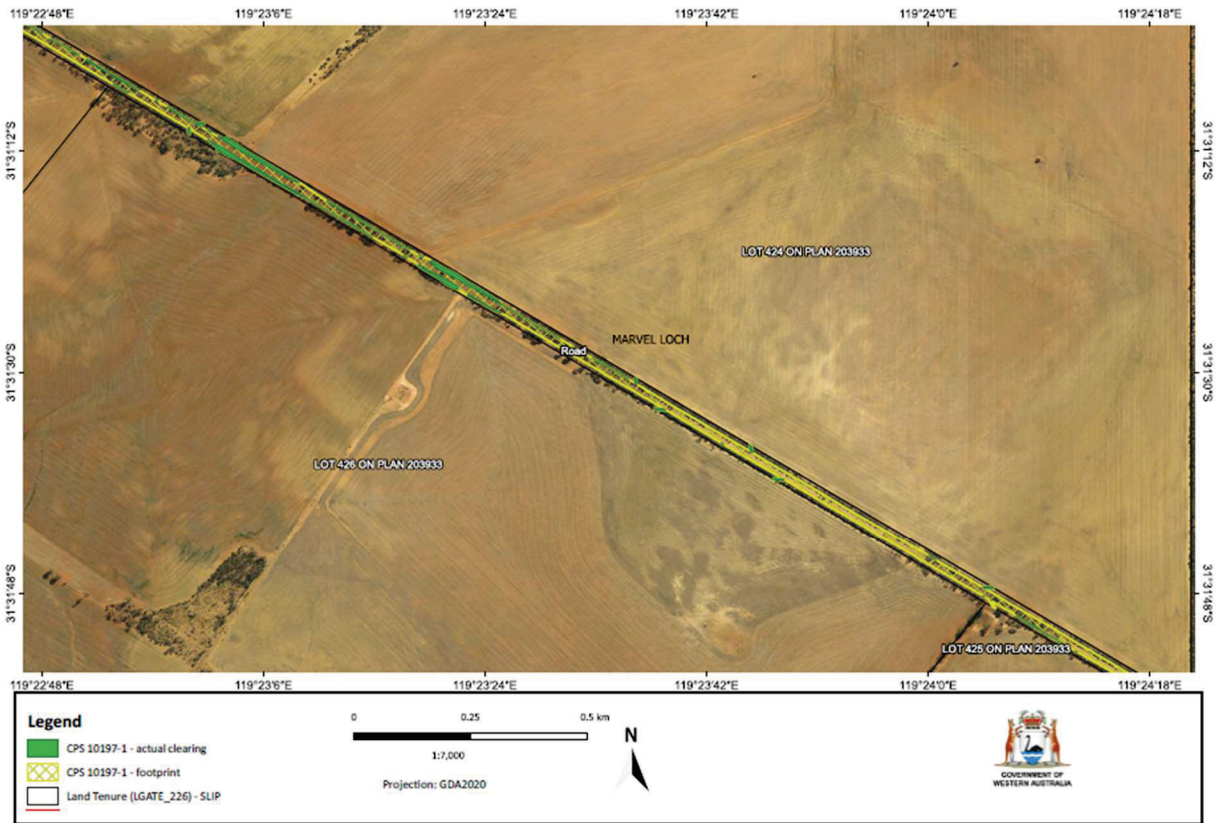 119°22'48"E
119°23'6"E
119°23'24"E
119°23'42"E
119°24'0"E
119°24'18"E
31°31'12"S
31°31'12"S
LOT 424 ON PLAN 203933
MARVEL LOCH
Road
31°31'30"S
31°31'30"S
LOT 426 ON PLAN 203933
31°31'48"S
31°31'48"S
LOT 425 ON PLAN 203933
119°22'48"E
119°23'6"E
119°23'24"E
119°23'42"E
119°24'0"E
119°24'18"E
Legend
CPS 10197-1 - actual clearing
CPS 10197-1 - footprint
Land Tenure (LGATE_226) - SLIP
0 0.25 0.5 km
1:7,000
Projection: GDA2020
N
GOVERNMENT OF
WESTERN AUSTRALIA